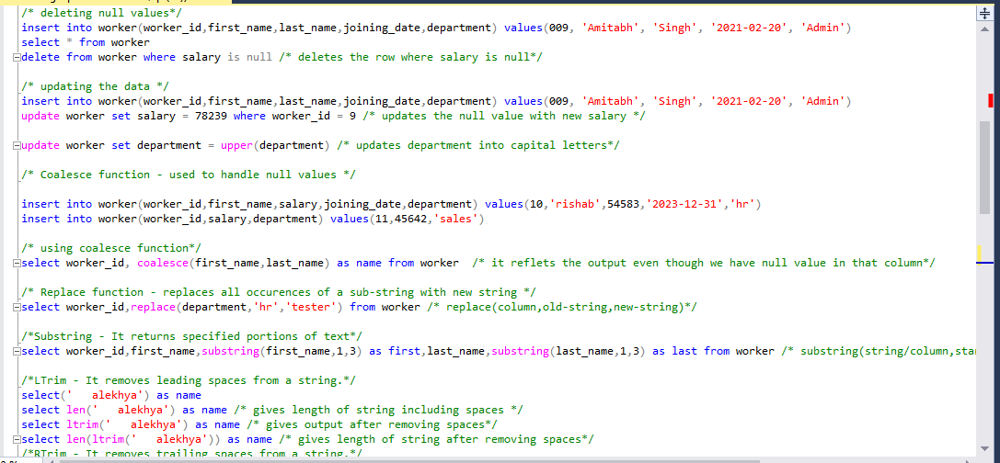 /* deleting null values*/
insert into worker(worker_id,first_name,last_name,joining_date,department) values(009, 'Amitabh', 'Singh', '2021-02-20', 'Admin')
select * from worker
delete from worker where salary is null /* deletes the row where salary is null*/
/* updating the data */
insert into worker(worker_id,first_name,last_name,joining_date,department) values(009, 'Amitabh', 'Singh', '2021-02-20', 'Admin')
update worker set salary = 78239 where worker_id = 9 /* updates the null value with new salary */
update worker set department = upper(department) /* updates department into capital letters*/
/* Coalesce function - used to handle null values */
insert into worker(worker_id,first_name,salary,joining_date,department) values(10,'rishab',54583,'2023-12-31','hr')
insert into worker(worker_id,salary,department) values(11,45642,'sales')
/* using coalesce function*/
select worker_id, coalesce(first_name,last_name) as name from worker  /* it reflets the output even though we have null value in that column*/
/* Replace function - replaces all occurences of a sub-string with new string */
select worker_id,replace(department,'hr','tester') from worker /* replace(column,old-string,new-string)*/
/*Substring - It returns specified portions of text*/
select worker_id,first_name,substring(first_name,1,3) as first,last_name,substring(last_name,1,3) as last from worker /* substring(string/column,sta
/*LTrim - It removes leading spaces from a string.*/
select('   alekhya') as name
select len('   alekhya') as name /* gives length of string including spaces */
select ltrim('   alekhya') as name /* gives output after removing spaces*/
select len(ltrim('   alekhya')) as name /* gives length of string after removing spaces*/
/*RTrim - It removes trailing spaces from a string.*/